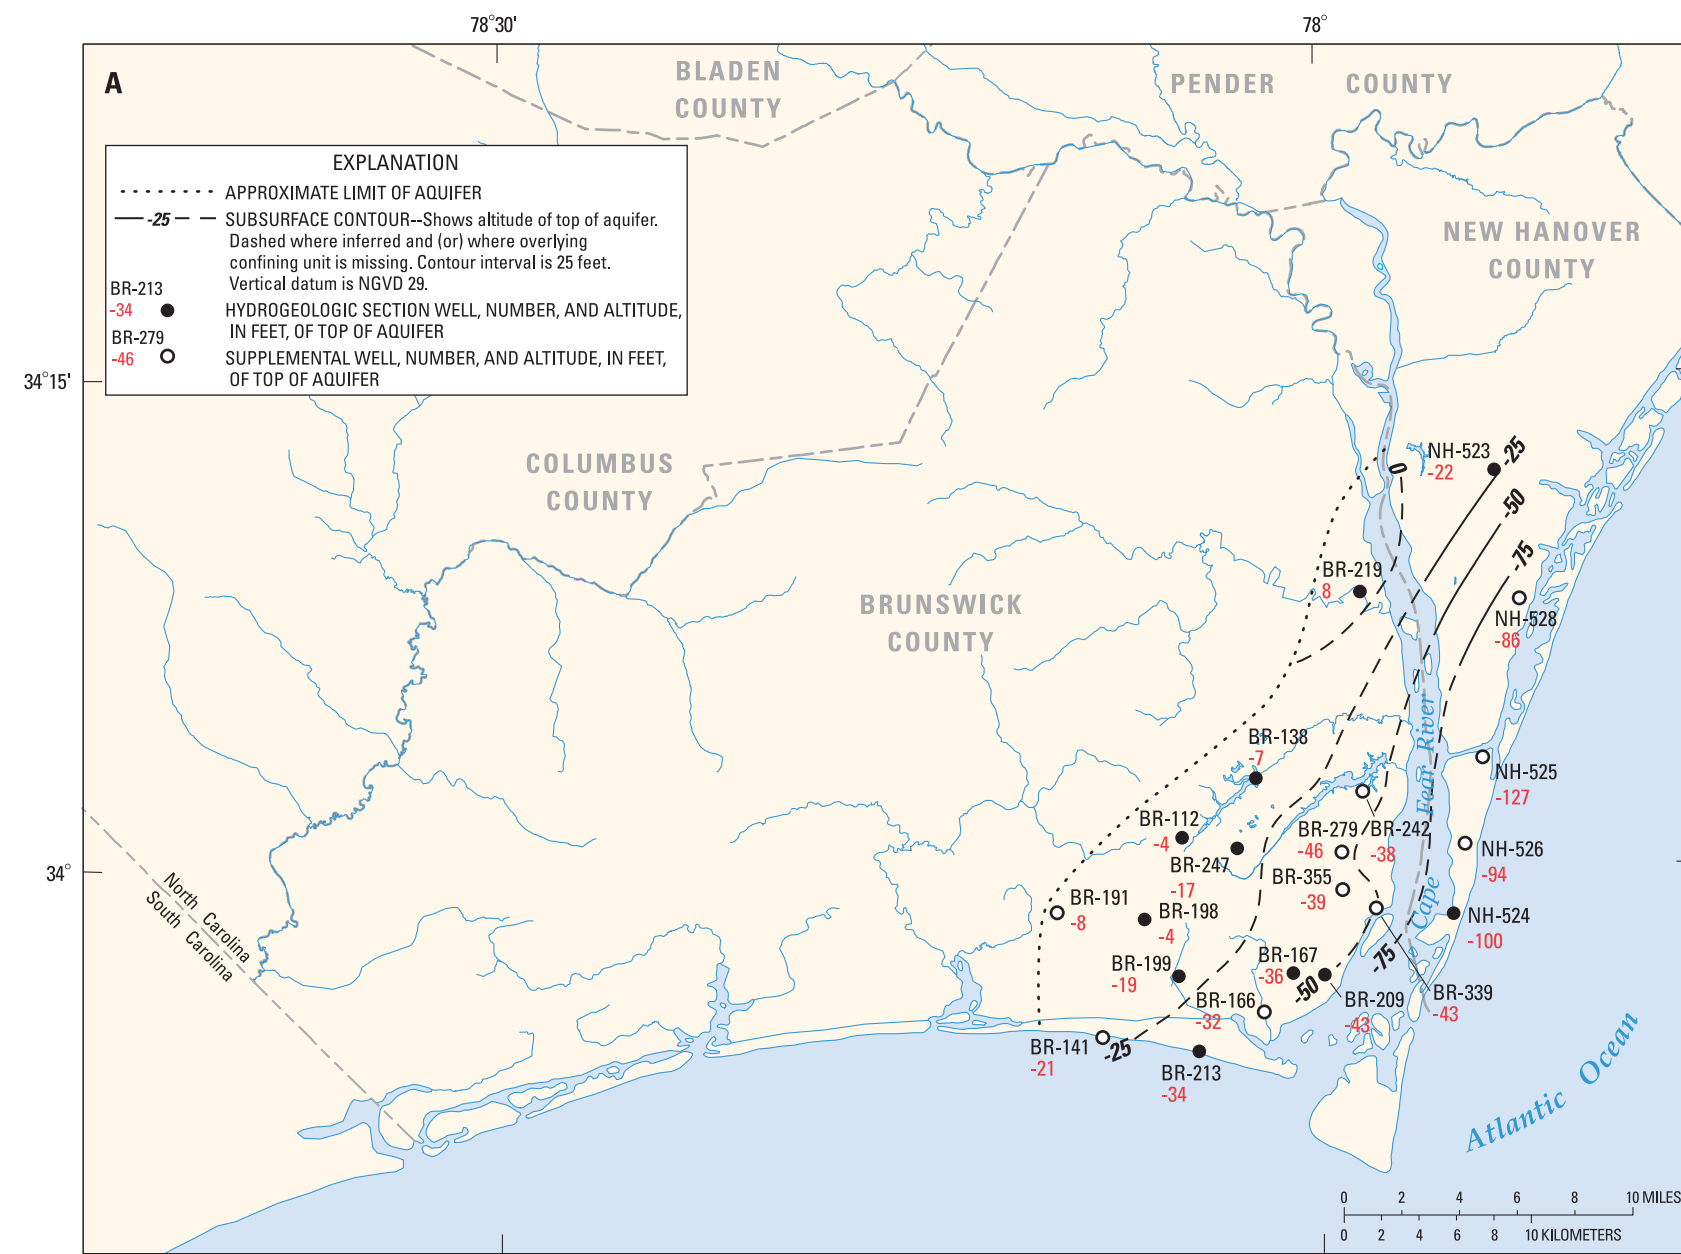 78°30'
78°
A
BLADEN
COUNTY
PENDER COUNTY
EXPLANATION
APPROXIMATE LIMIT OF AQUIFER
-25
SUBSURFACE CONTOUR--Shows altitude of top of aquifer.
Dashed where inferred and (or) where overlying
confining unit is missing. Contour interval is 25 feet.
Vertical datum is NGVD 29.
BR-213
-34
HYDROGEOLOGIC SECTION WELL, NUMBER, AND ALTITUDE,
IN FEET, OF TOP OF AQUIFER
BR-279
-46
SUPPLEMENTAL WELL, NUMBER, AND ALTITUDE, IN FEET,
OF TOP OF AQUIFER
NEW HANOVER
COUNTY
34°15'
COLUMBUS
COUNTY
0
NH-523
-22
-25
-50
-75
BR-219
8
BRUNSWICK
COUNTY
NH-528
-86
BR-138
-7
NH-525
-127
BR-112
-4
BR-247
-17
BR-279
-46
BR-242
-38
NH-526
-94
34°
BR-355
-39
BR-191
-8
BR-198
-4
NH-524
-100
Cape Fear River
North Carolina
South Carolina
BR-199
-19
BR-167
-36
-75
BR-166
-32
-50
BR-209
-43
BR-339
-43
BR-141
-21
-25
BR-213
-34
Atlantic Ocean
0 2 4 6 8 10 MILES
0 2 4 6 8 10 KILOMETERS